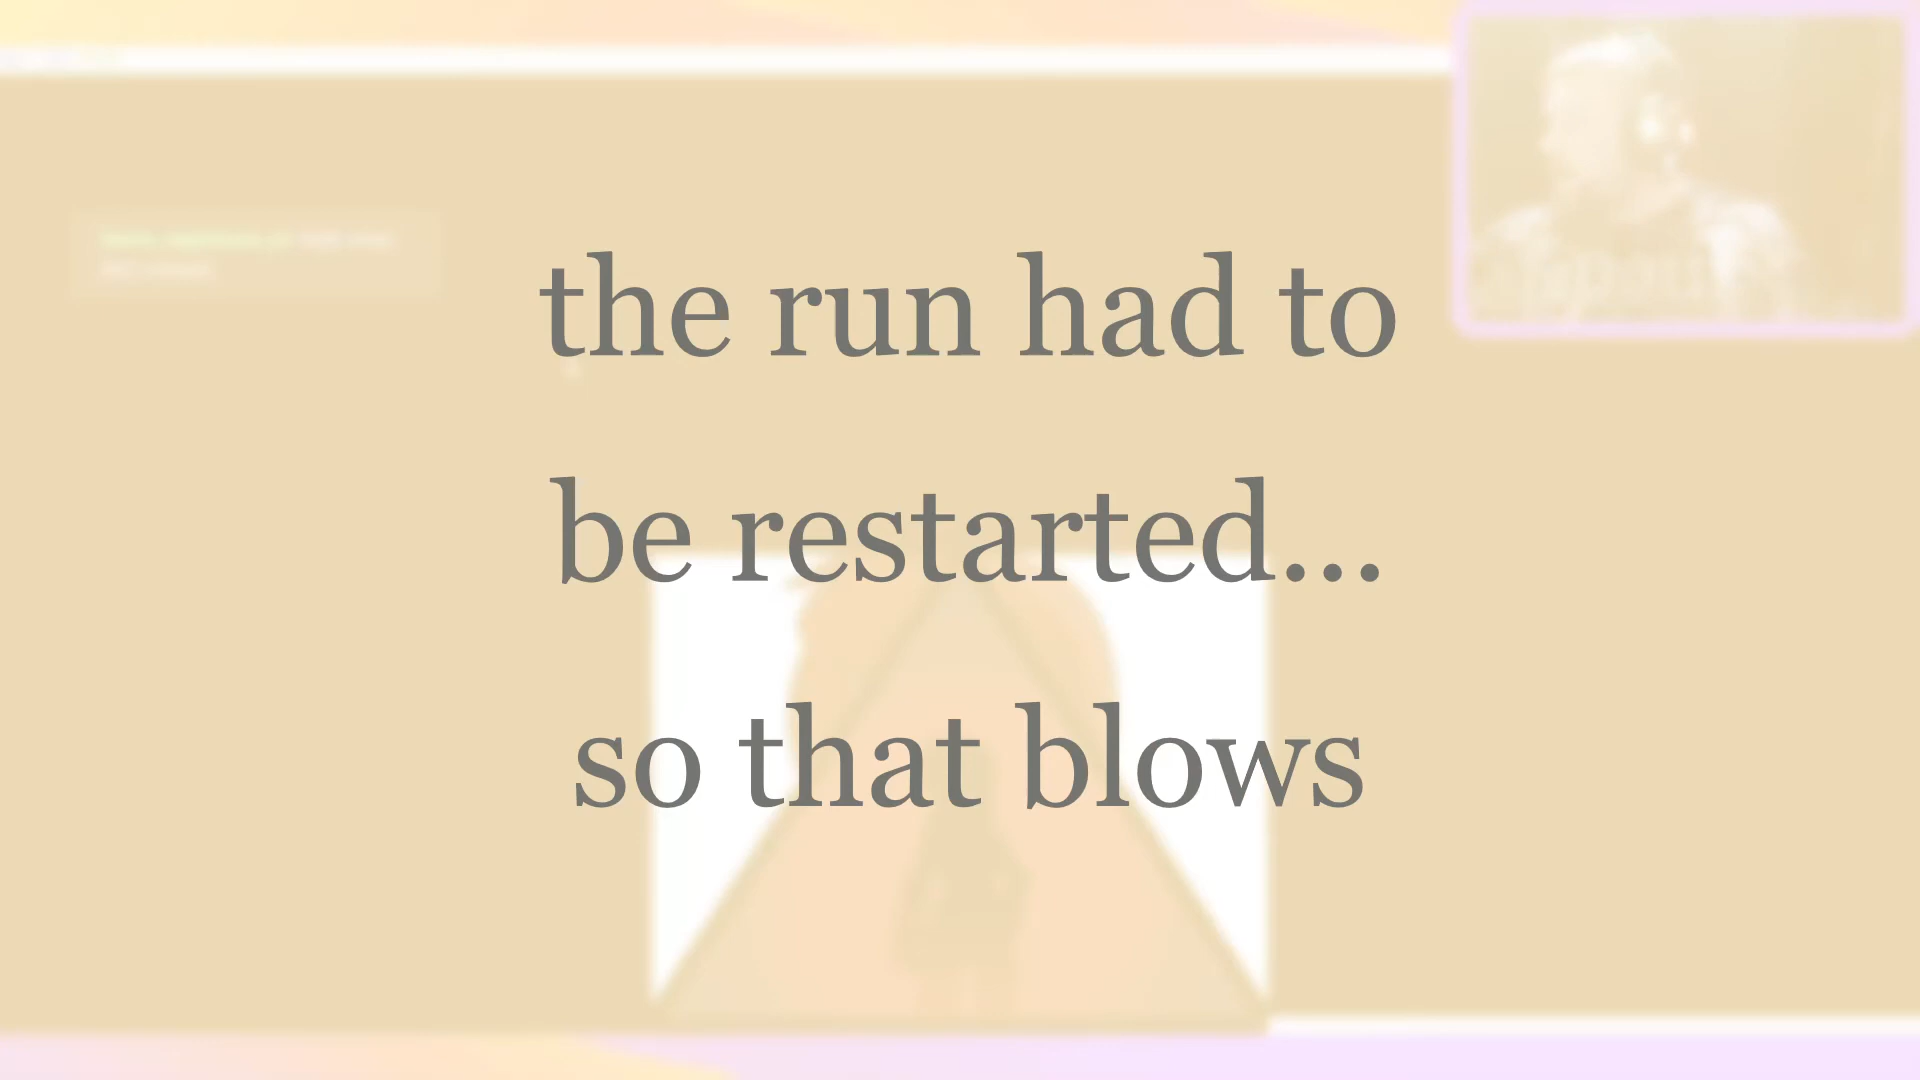 the run had to
be restarted...
so that blows